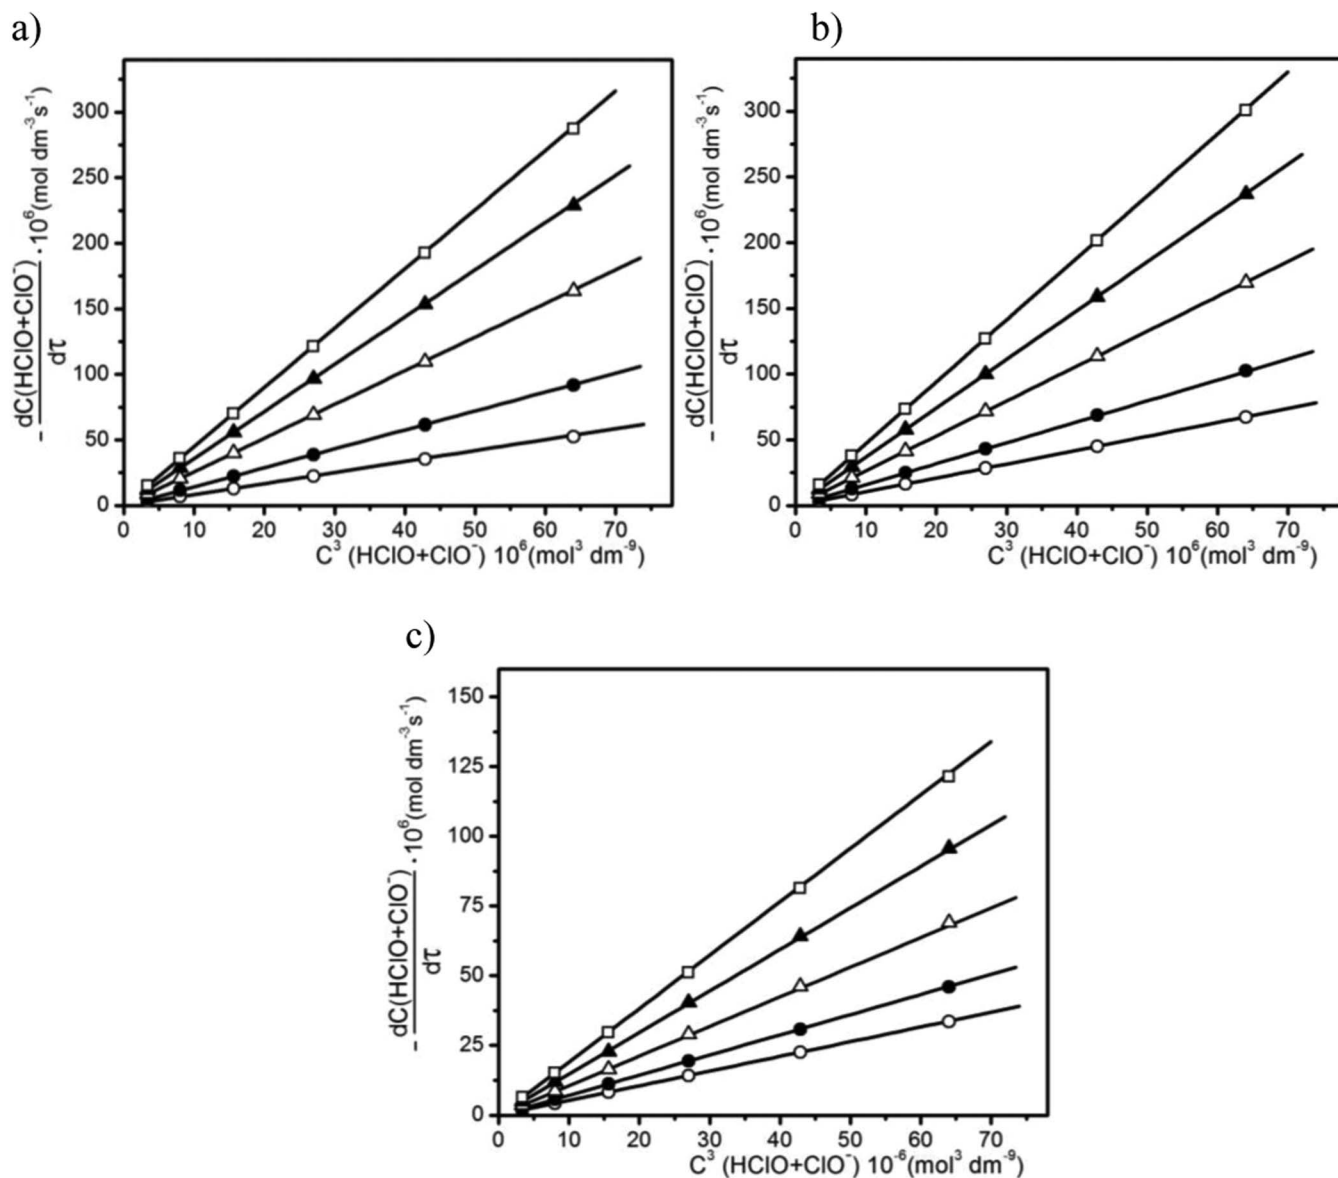 a)
300
250
200
150
100
50
0
0 10 20 30 40 50 60 70
- dC(HClO+ClO⁻)/dτ ·10⁶(mol dm⁻³s⁻¹)
C³ (HClO+ClO⁻) 10⁶(mol³ dm⁻⁹)
b)
300
250
200
150
100
50
0
0 10 20 30 40 50 60 70
- dC(HClO+ClO⁻)/dτ ·10⁶(mol dm⁻³s⁻¹)
C³ (HClO+ClO⁻) 10⁶(mol³ dm⁻⁹)
c)
150
125
100
75
50
25
0
0 10 20 30 40 50 60 70
- dC(HClO+ClO⁻)/dτ ·10⁶(mol dm⁻³s⁻¹)
C³ (HClO+ClO⁻) 10⁻⁶(mol³ dm⁻⁹)